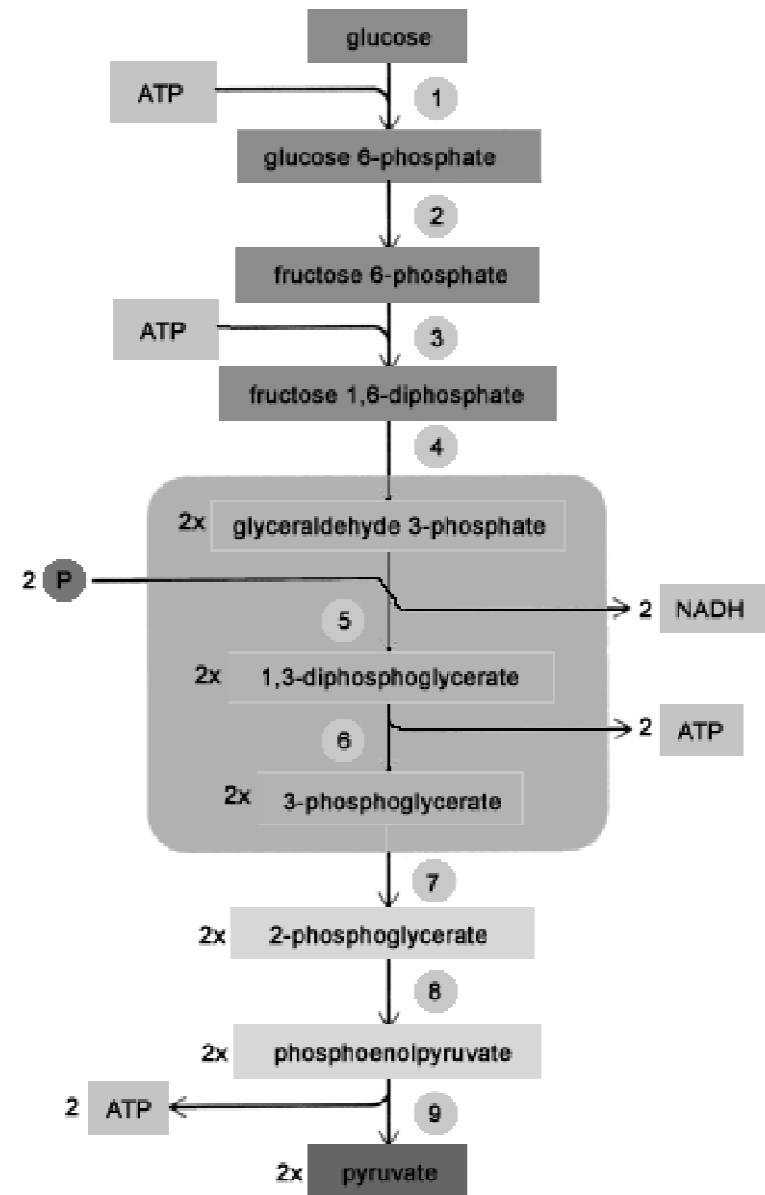 glucose
ATP
1
glucose 6-phosphate
2
fructose 6-phosphate
ATP
3
fructose 1,6-diphosphate
4
2x glyceraldehyde 3-phosphate
2 P
2 NADH
5
2x 1,3-diphosphoglycerate
2 ATP
6
2x 3-phosphoglycerate
7
2x 2-phosphoglycerate
8
2x phosphoenolpyruvate
2 ATP
9
2x pyruvate